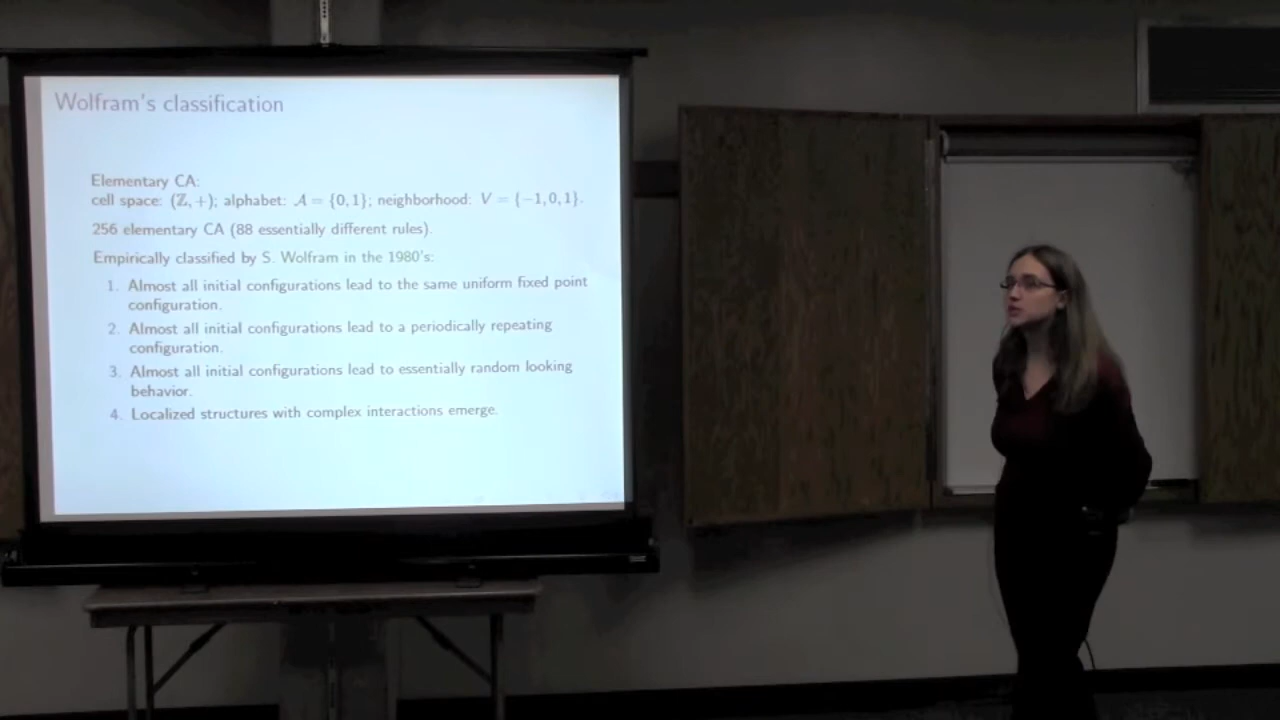 Wolfram's classification
Elementary CA:
cell space: (ℤ, +); alphabet: 𝒜 = {0, 1}; neighborhood: V = {−1, 0, 1}.
256 elementary CA (88 essentially different rules).
Empirically classified by S. Wolfram in the 1980's:
1. Almost all initial configurations lead to the same uniform fixed point
configuration.
2. Almost all initial configurations lead to a periodically repeating
configuration.
3. Almost all initial configurations lead to essentially random looking
behavior.
4. Localized structures with complex interactions emerge.